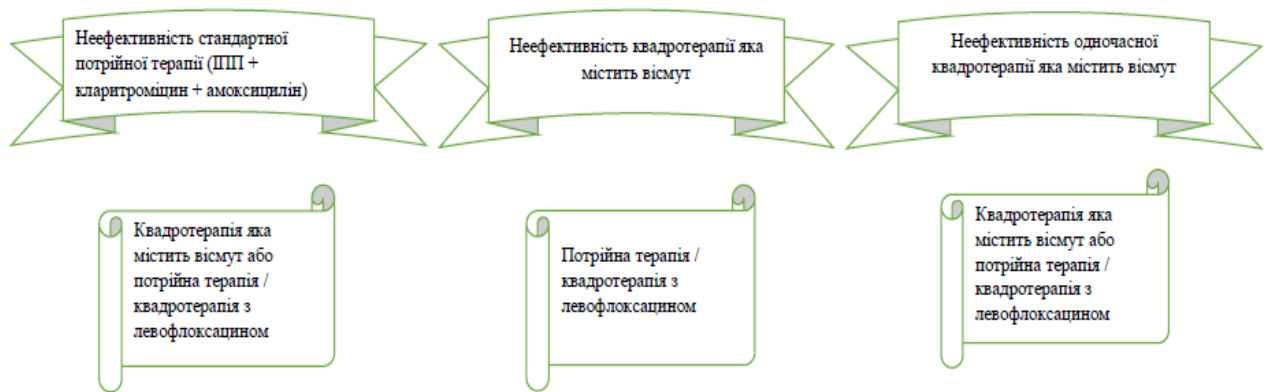 Неефективність стандартної
потрійної терапії (ІПП +
кларитроміцин + амоксицилін)
Неефективність квадротерапії яка
містить вісмут
Неефективність одночасної
квадротерапії яка містить вісмут
Квадротерапія яка
містить вісмут або
потрійна терапія /
квадротерапія з
левофлоксацином
Потрійна терапія /
квадротерапія з
левофлоксацином
Квадротерапія яка
містить вісмут або
потрійна терапія /
квадротерапія з
левофлоксацином